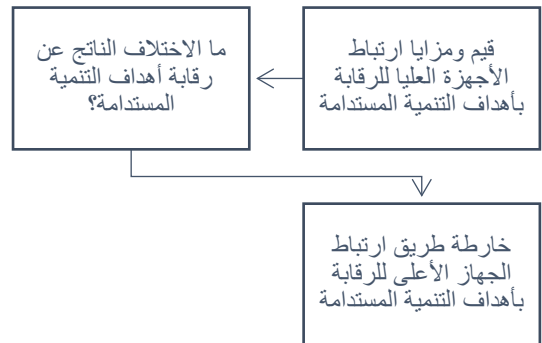 قيم ومزايا ارتباط
الأجهزة العليا للرقابة
بأهداف التنمية المستدامة
ما الاختلاف الناتج عن
رقابة أهداف التنمية
المستدامة؟
خارطة طريق ارتباط
الجهاز الأعلى للرقابة
بأهداف التنمية المستدامة